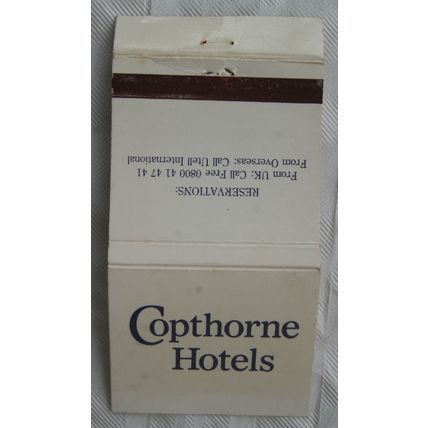 RESERVATIONS:
From UK: Call Free 0800 41 47 41
From Overseas: Call Utell International
Copthorne
Hotels